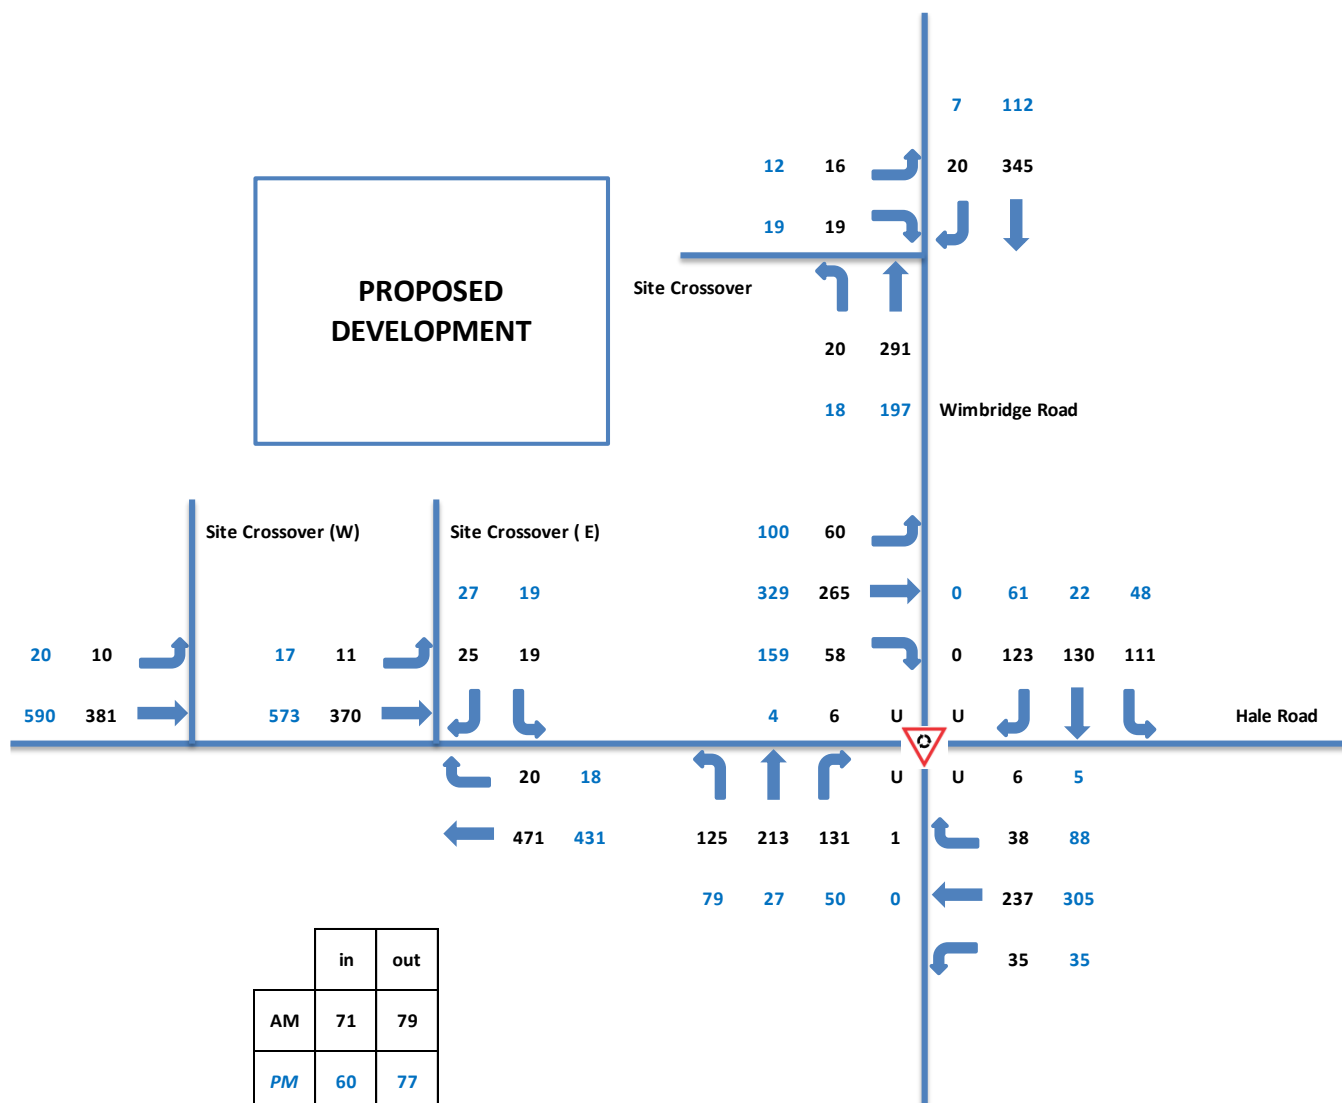 7 112
12 16 20 345
19 19
PROPOSED
DEVELOPMENT
Site Crossover
20 291
18 197 Wimbridge Road
Site Crossover (W) Site Crossover ( E) 100 60
27 19 329 265 0 61 22 48
20 10 17 11 25 19 159 58 0 123 130 111
590 381 573 370 4 6 U U Hale Road
20 18 U U 6 5
471 431 125 213 131 1 38 88
79 27 50 0 237 305
in out 35 35
AM 71 79
PM 60 77